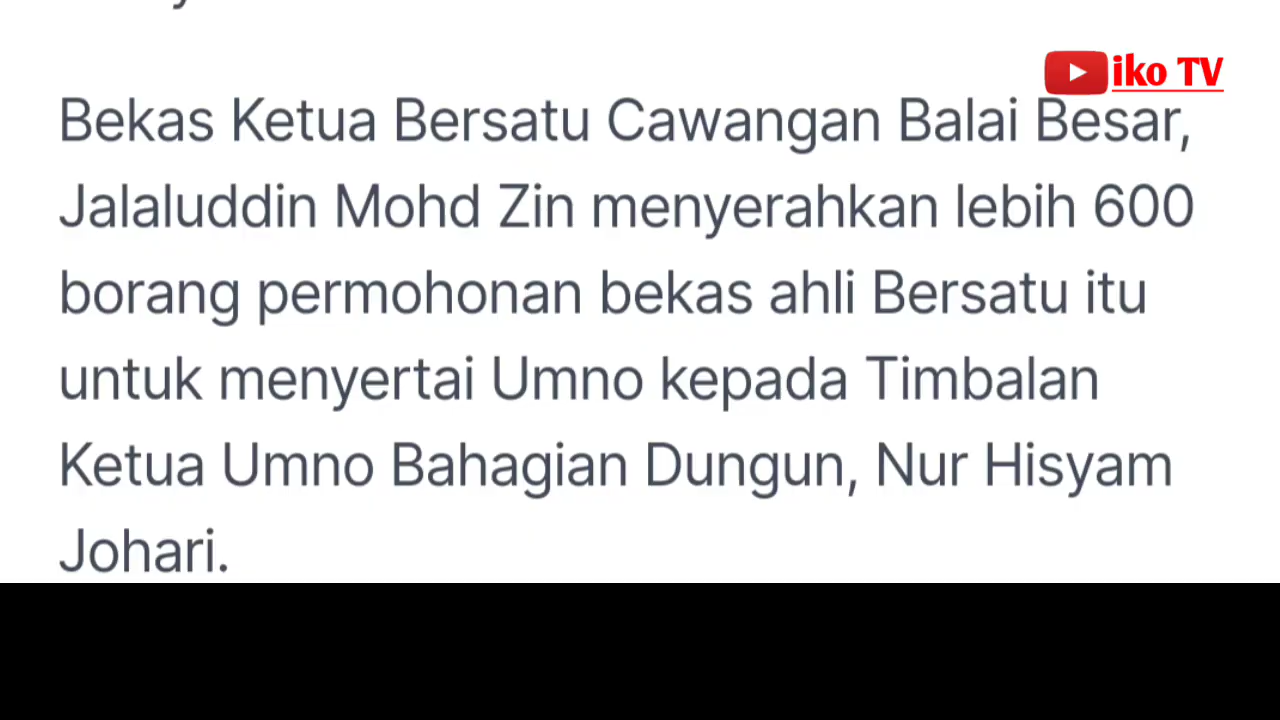 iko TV
Bekas Ketua Bersatu Cawangan Balai Besar,
Jalaluddin Mohd Zin menyerahkan lebih 600
borang permohonan bekas ahli Bersatu itu
untuk menyertai Umno kepada Timbalan
Ketua Umno Bahagian Dungun, Nur Hisyam
Johari.